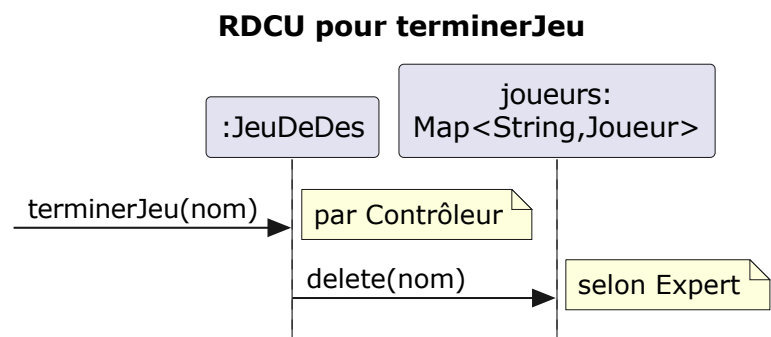 RDCU pour terminerJeu
:JeuDeDes
joueurs:
Map<String,Joueur>
terminerJeu(nom)
par Contrôleur
delete(nom)
selon Expert